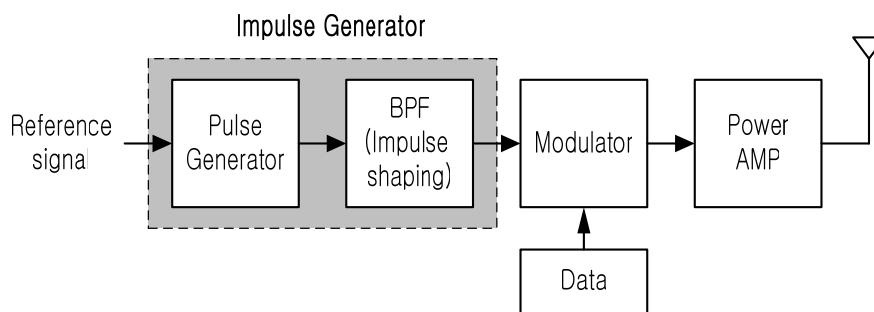 Impulse Generator
Reference
signal
Pulse
Generator
BPF
(Impulse
shaping)
Modulator
Power
AMP
Data